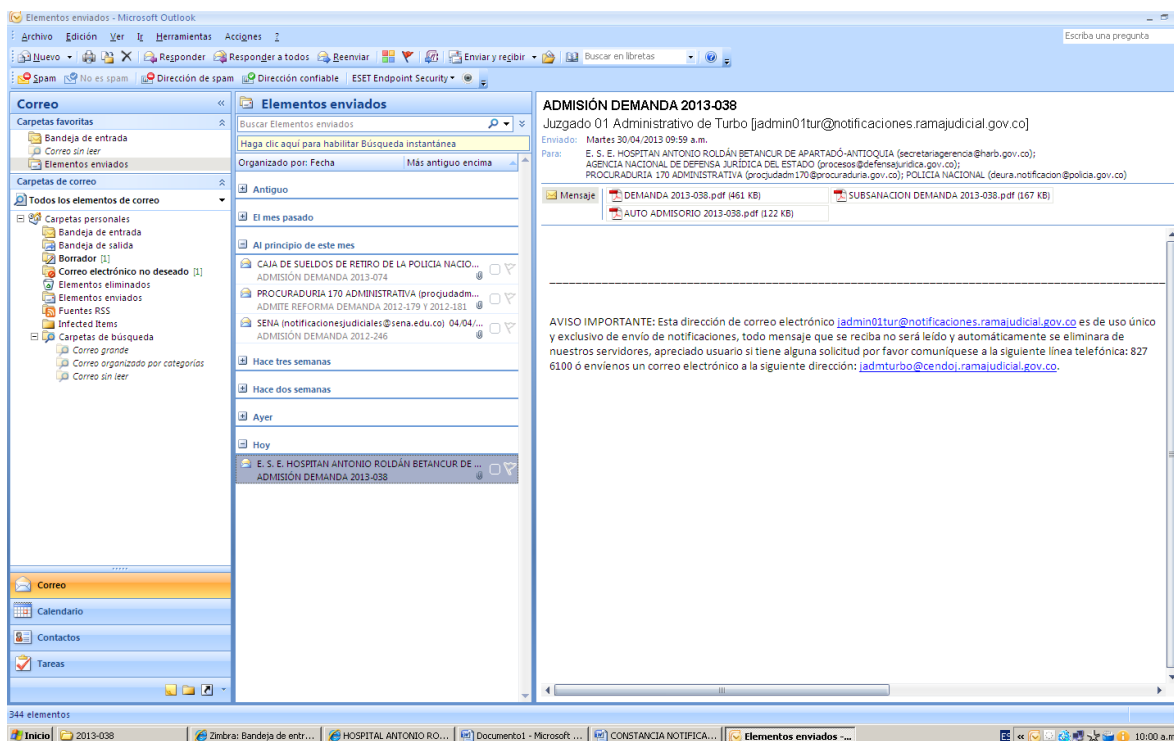 Elementos enviados - Microsoft Outlook
Archivo Edición Ver Ir Herramientas Acciones ?
Escriba una pregunta
Nuevo Responder Responder a todos Reenviar Enviar y recibir Buscar en libretas
Spam No es spam Dirección de spam Dirección confiable ESET Endpoint Security
Correo
Carpetas favoritas
Bandeja de entrada
Correo sin leer
Elementos enviados
Carpetas de correo
Todos los elementos de correo
Carpetas personales
Bandeja de entrada
Bandeja de salida
Borrador [1]
Correo electrónico no deseado [1]
Elementos eliminados
Elementos enviados
Fuentes RSS
Infected Items
Carpetas de búsqueda
Correo grande
Correo organizado por categorías
Correo sin leer
Correo
Calendario
Contactos
Tareas
Elementos enviados
Buscar Elementos enviados
Haga clic aquí para habilitar Búsqueda instantánea
Organizado por: Fecha Más antiguo encima
Antiguo
El mes pasado
Al principio de este mes
CAJA DE SUELDOS DE RETIRO DE LA POLICIA NACIO...
ADMISIÓN DEMANDA 2013-074
PROCURADURIA 170 ADMINISTRATIVA (procjudadm...
ADMITE REFORMA DEMANDA 2012-179 Y 2012-181
SENA (notificacionesjudiciales@sena.edu.co) 04/04/...
ADMISIÓN DEMANDA 2012-246
Hace tres semanas
Hace dos semanas
Ayer
Hoy
E. S. E. HOSPITAN ANTONIO ROLDÁN BETANCUR DE ...
ADMISIÓN DEMANDA 2013-038
ADMISIÓN DEMANDA 2013-038
Juzgado 01 Administrativo de Turbo [jadmin01tur@notificaciones.ramajudicial.gov.co]
Enviado: Martes 30/04/2013 09:59 a.m.
Para: E. S. E. HOSPITAN ANTONIO ROLDÁN BETANCUR DE APARTADÓ-ANTIOQUIA (secretariagerencia@harb.gov.co);
AGENCIA NACIONAL DE DEFENSA JURÍDICA DEL ESTADO (procesos@defensajuridica.gov.co);
PROCURADURIA 170 ADMINISTRATIVA (procjudadm170@procuraduria.gov.co); POLICIA NACIONAL (deura.notificacion@policia.gov.co)
Mensaje DEMANDA 2013-038.pdf (461 KB) SUBSANACION DEMANDA 2013-038.pdf (167 KB)
AUTO ADMISORIO 2013-038.pdf (122 KB)
AVISO IMPORTANTE: Esta dirección de correo electrónico jadmin01tur@notificaciones.ramajudicial.gov.co es de uso único
y exclusivo de envío de notificaciones, todo mensaje que se reciba no será leído y automáticamente se eliminara de
nuestros servidores, apreciado usuario si tiene alguna solicitud por favor comuníquese a la siguiente línea telefónica: 827
6100 ó envíenos un correo electrónico a la siguiente dirección: jadmturbo@cendoj.ramajudicial.gov.co.
344 elementos
Inicio 2013-038 Zimbra: Bandeja de entr... HOSPITAL ANTONIO RO... Documento1 - Microsoft ... CONSTANCIA NOTIFICA... Elementos enviados -... ES 10:00 a.m